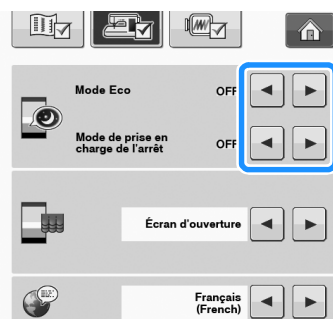 Mode Eco OFF
Mode de prise en
charge de l'arrêt OFF
Écran d'ouverture
Français
(French)